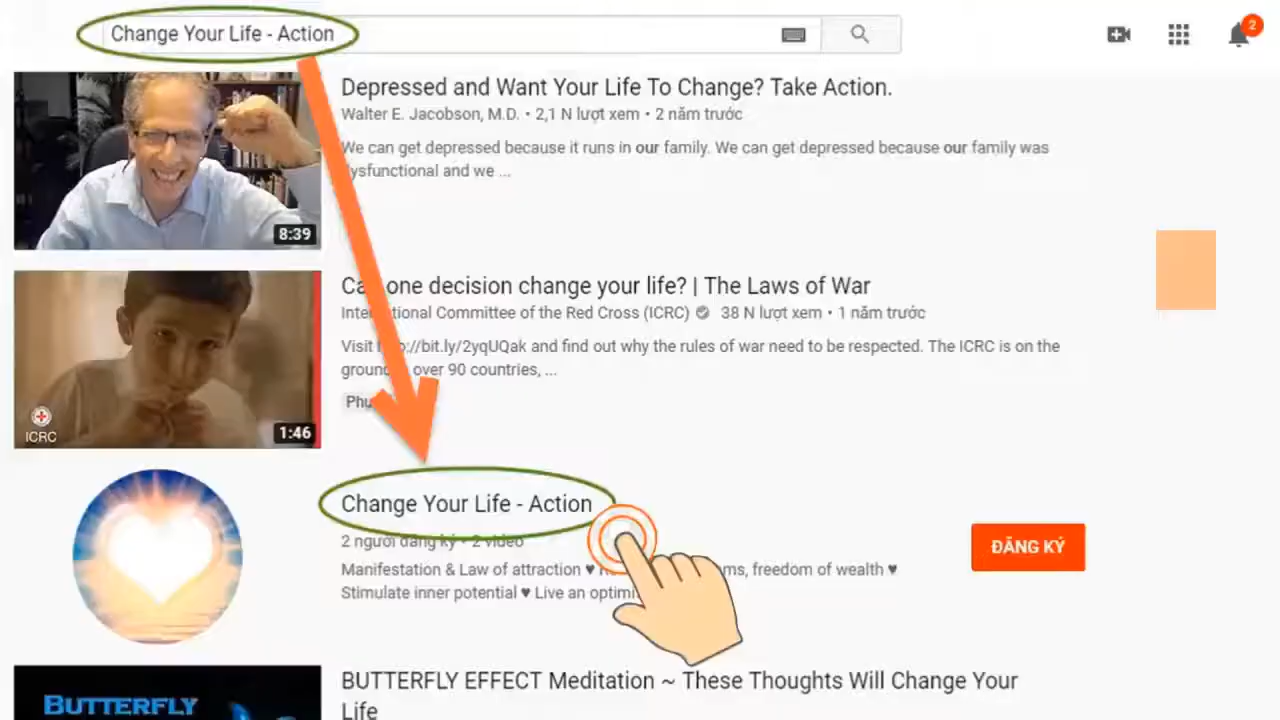 Change Your Life - Action
2
Depressed and Want Your Life To Change? Take Action.
Walter E. Jacobson, M.D. • 2,1 N lượt xem • 2 năm trước
We can get depressed because it runs in our family. We can get depressed because our family was
dysfunctional and we ...
8:39
one decision change your life? | The Laws of War
Committee of the Red Cross (ICRC) 38 N lượt xem • 1 năm trước
Visit ://bit.ly/2yqUQak and find out why the rules of war need to be respected. The ICRC is on the
over 90 countries, ...
ICRC
1:46
Change Your Life - Action
2 người đăng ký • 2 video
ĐĂNG KÝ
Manifestation & Law of attraction ♥ freedom of wealth ♥
Stimulate inner potential ♥ Live an
BUTTERFLY EFFECT Meditation ~ These Thoughts Will Change Your
Life
BUTTERFLY